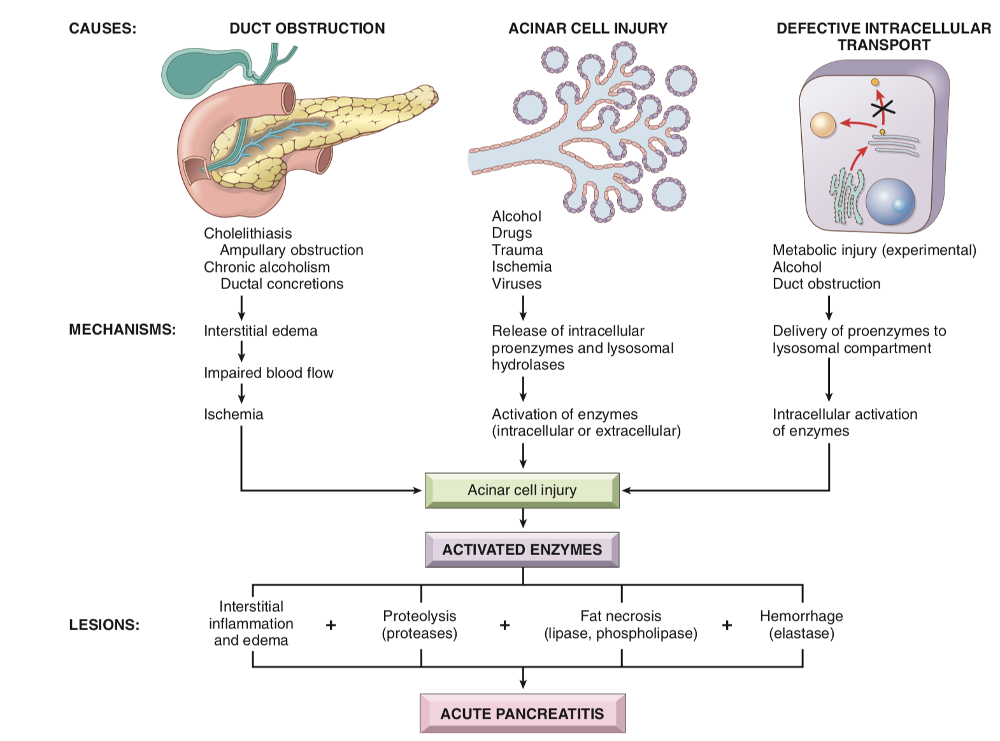 CAUSES:
DUCT OBSTRUCTION
ACINAR CELL INJURY
DEFECTIVE INTRACELLULAR
TRANSPORT
Cholelithiasis
Ampullary obstruction
Chronic alcoholism
Ductal concretions
Alcohol
Drugs
Trauma
Ischemia
Viruses
Metabolic injury (experimental)
Alcohol
Duct obstruction
MECHANISMS:
Interstitial edema
Impaired blood flow
Ischemia
Release of intracellular
proenzymes and lysosomal
hydrolases
Activation of enzymes
(intracellular or extracellular)
Delivery of proenzymes to
lysosomal compartment
Intracellular activation
of enzymes
Acinar cell injury
ACTIVATED ENZYMES
LESIONS:
Interstitial
inflammation
and edema
+
Proteolysis
(proteases)
+
Fat necrosis
(lipase, phospholipase)
+
Hemorrhage
(elastase)
ACUTE PANCREATITIS